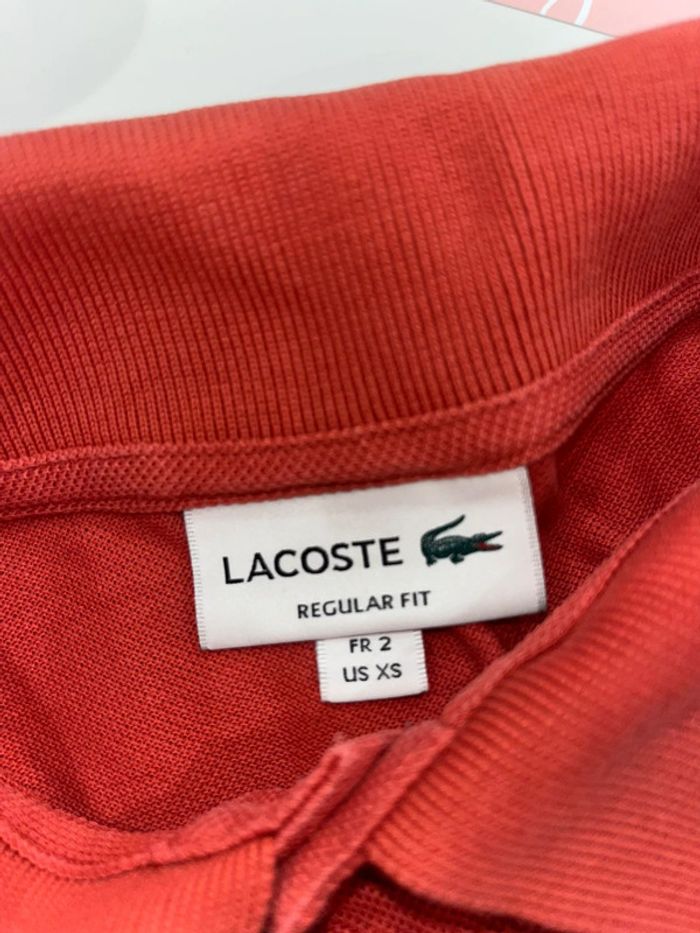 LACOSTE
REGULAR FIT
FR 2
US XS